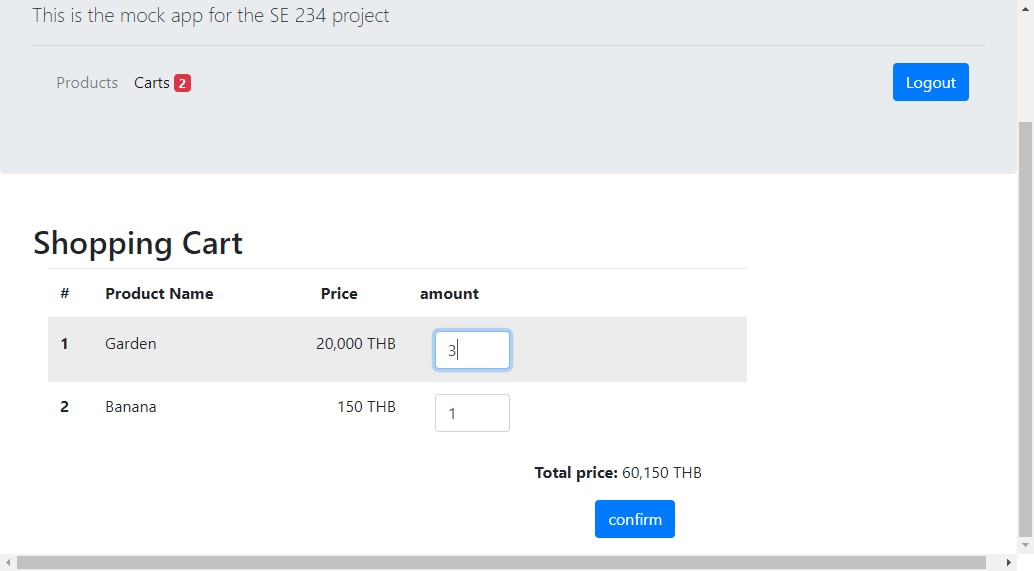 This is the mock app for the SE 234 project
Products Carts 2 Logout
Shopping Cart
# Product Name Price amount
1 Garden 20,000 THB 3
2 Banana 150 THB 1
Total price: 60,150 THB
confirm